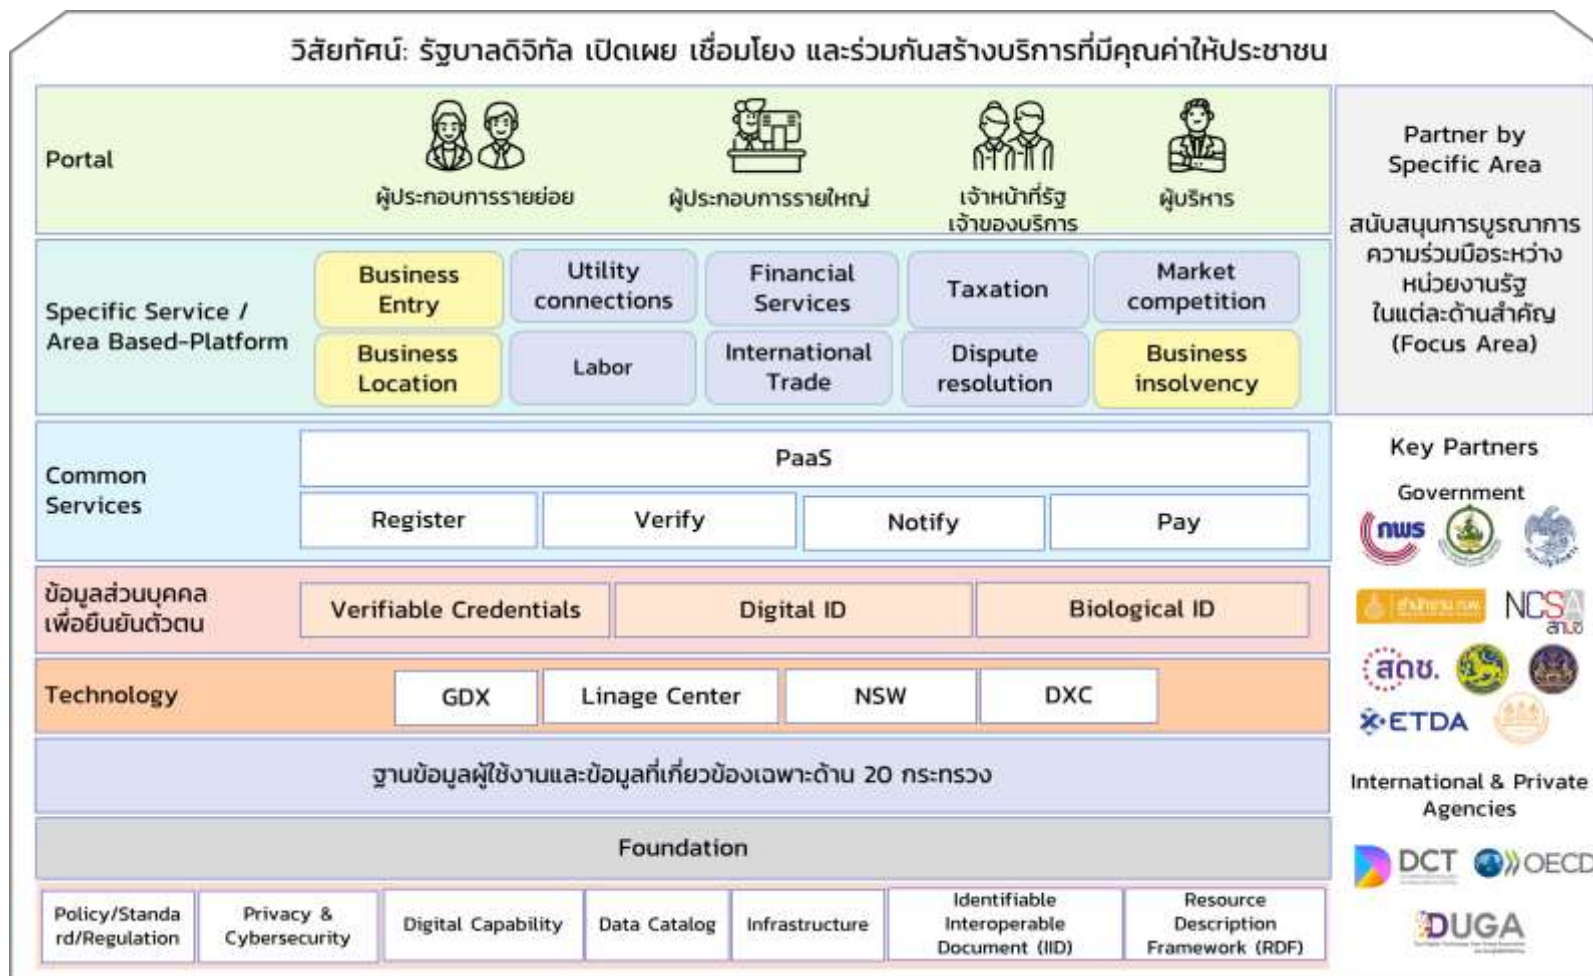 วิสัยทัศน์: รัฐบาลดิจิทัล เปิดเผย เชื่อมโยง และร่วมกันสร้างบริการที่มีคุณค่าให้ประชาชน
Portal
ผู้ประกอบการรายย่อย
ผู้ประกอบการรายใหญ่
เจ้าหน้าที่รัฐ
เจ้าของบริการ
ผู้บริหาร
Partner by
Specific Area
สนับสนุนการบูรณาการ
ความร่วมมือระหว่าง
หน่วยงานรัฐ
ในแต่ละด้านสำคัญ
(Focus Area)
Specific Service /
Area Based-Platform
Business
Entry
Utility
connections
Financial
Services
Taxation
Market
competition
Business
Location
Labor
International
Trade
Dispute
resolution
Business
insolvency
Common
Services
PaaS
Register
Verify
Notify
Pay
ข้อมูลส่วนบุคคล
เพื่อยืนยันตัวตน
Verifiable Credentials
Digital ID
Biological ID
Technology
GDX
Linage Center
NSW
DXC
ฐานข้อมูลผู้ใช้งานและข้อมูลที่เกี่ยวข้องเฉพาะด้าน 20 กระทรวง
Foundation
Policy/Standa
rd/Regulation
Privacy &
Cybersecurity
Digital Capability
Data Catalog
Infrastructure
Identifiable
Interoperable
Document (IID)
Resource
Description
Framework (RDF)
Key Partners
Government
กพร
สำนักงาน ก.พ.
NCSA
สกมช
สดช.
ETDA
International & Private
Agencies
DCT
OECD
DUGA